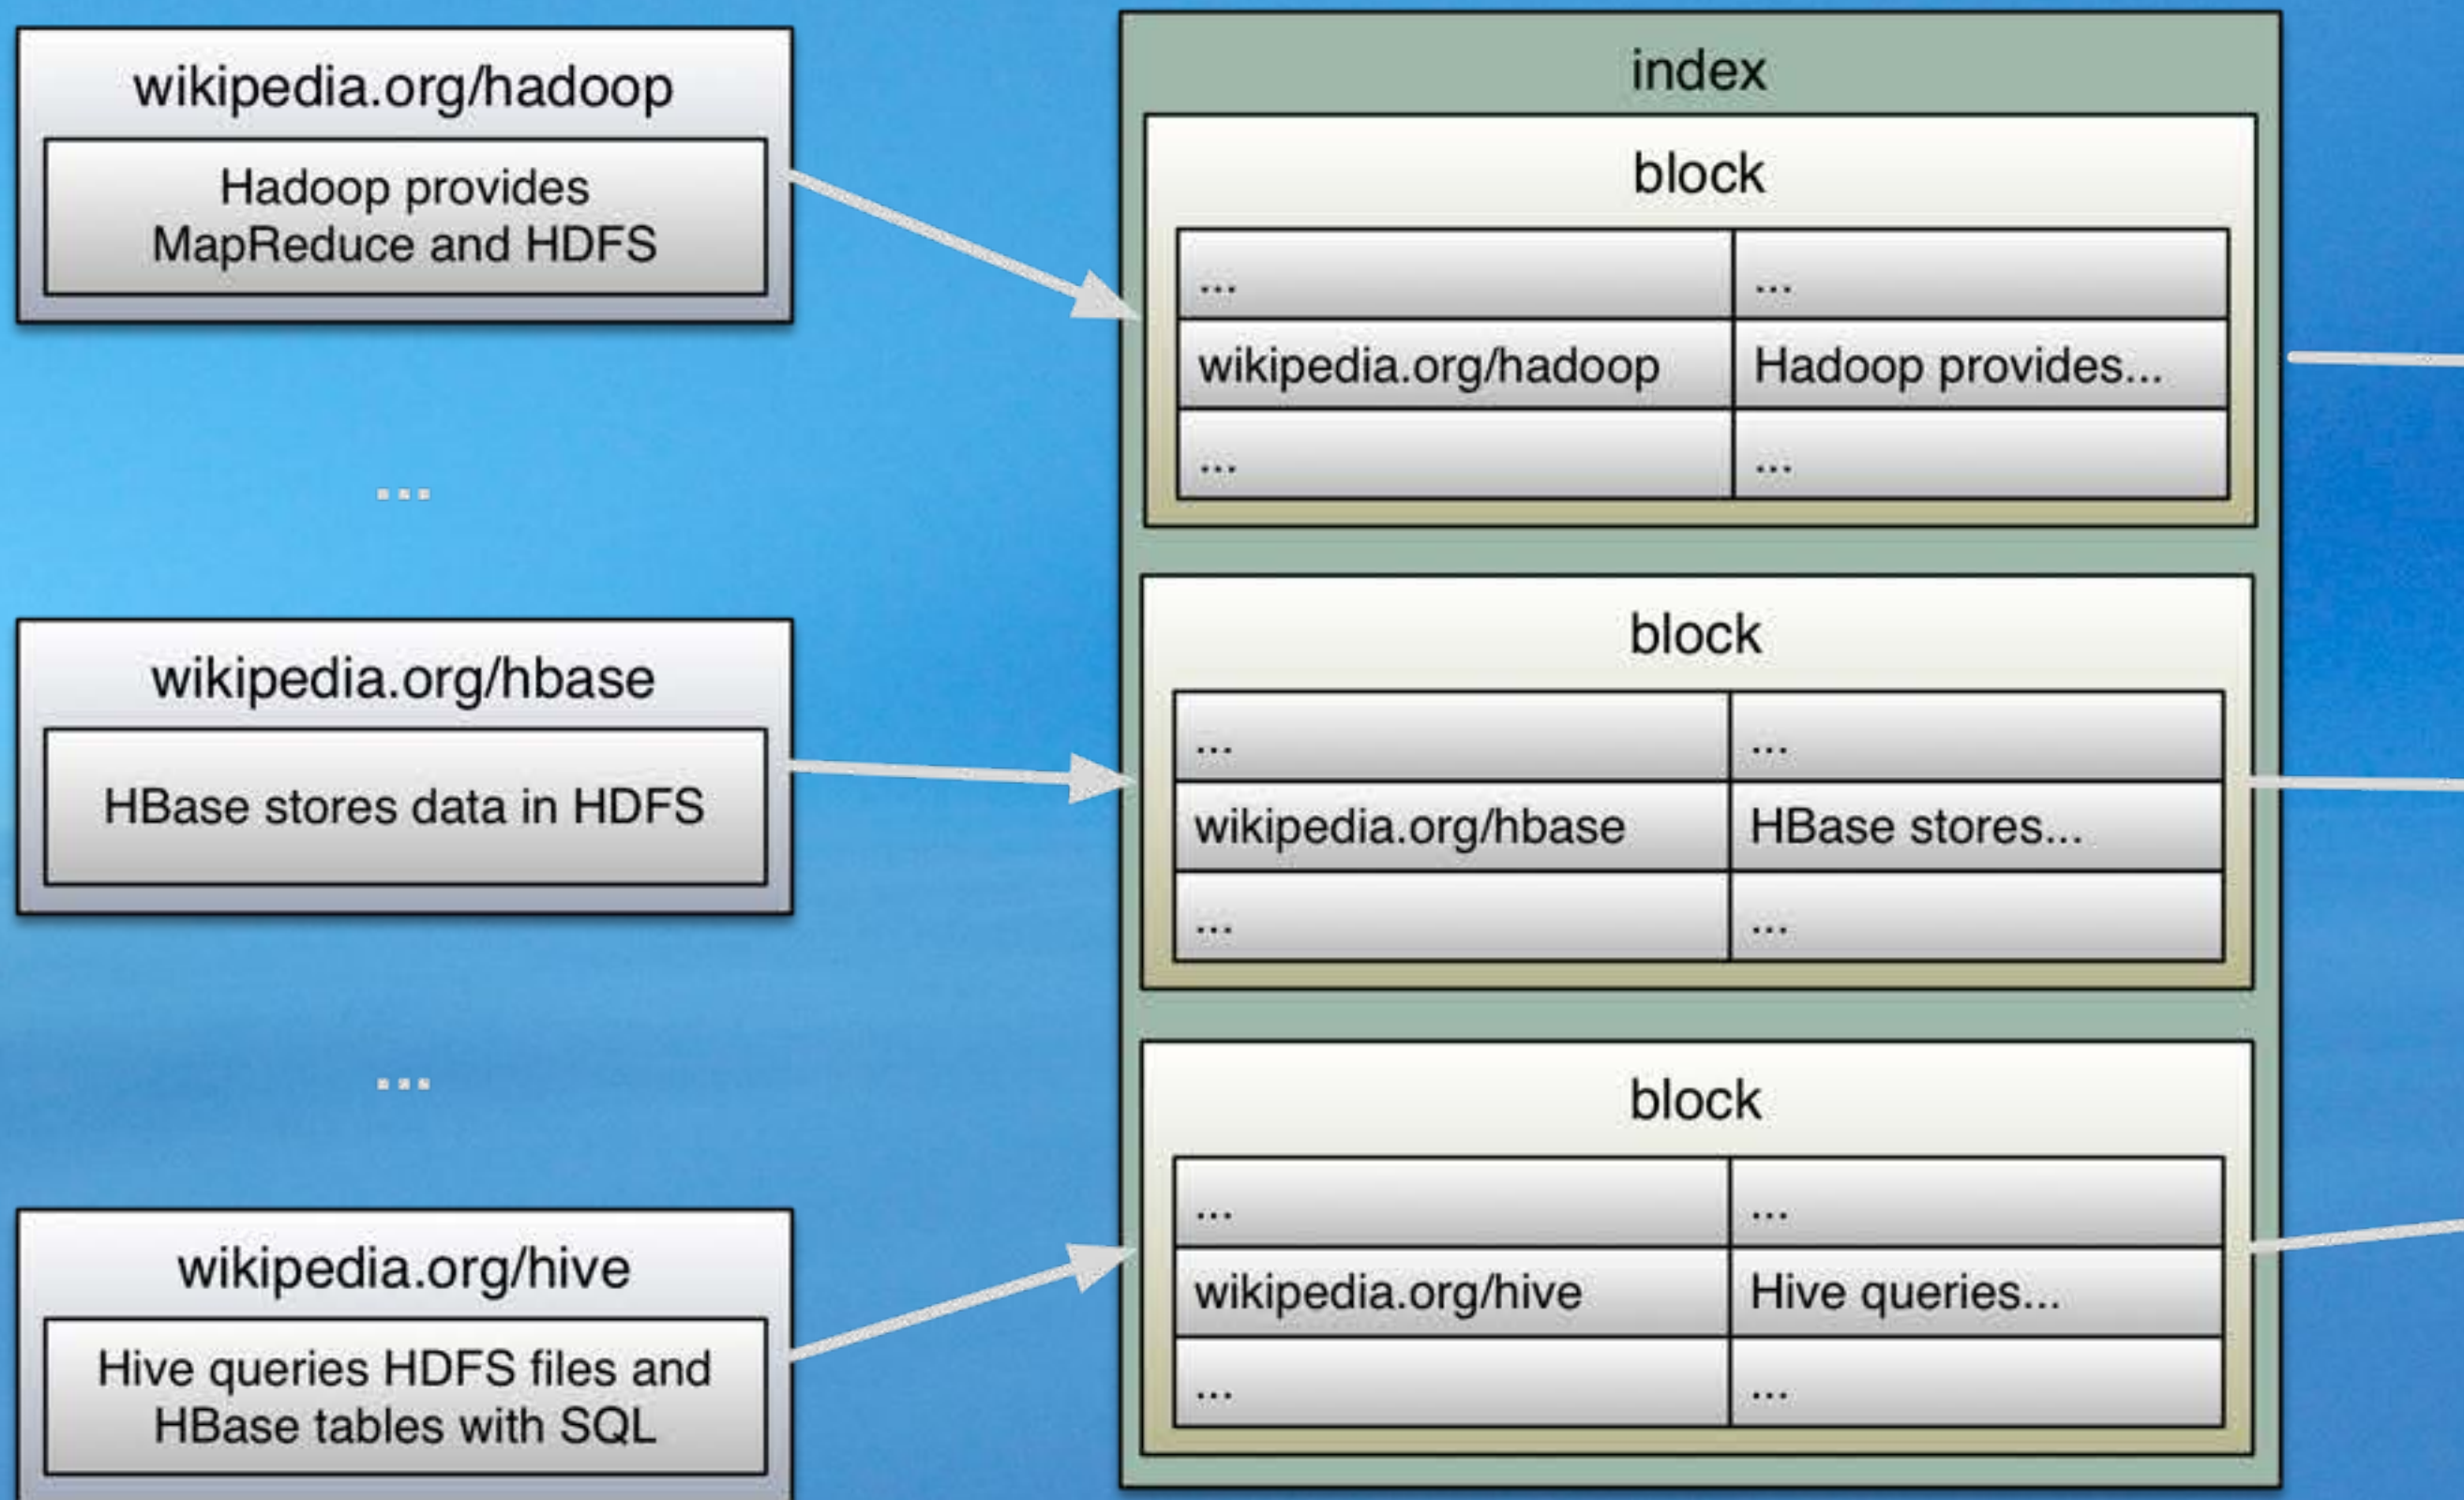 wikipedia.org/hadoop
Hadoop provides
MapReduce and HDFS
...
wikipedia.org/hbase
HBase stores data in HDFS
...
wikipedia.org/hive
Hive queries HDFS files and
HBase tables with SQL
index
block
... ...
wikipedia.org/hadoop Hadoop provides...
... ...
block
... ...
wikipedia.org/hbase HBase stores...
... ...
block
... ...
wikipedia.org/hive Hive queries...
... ...